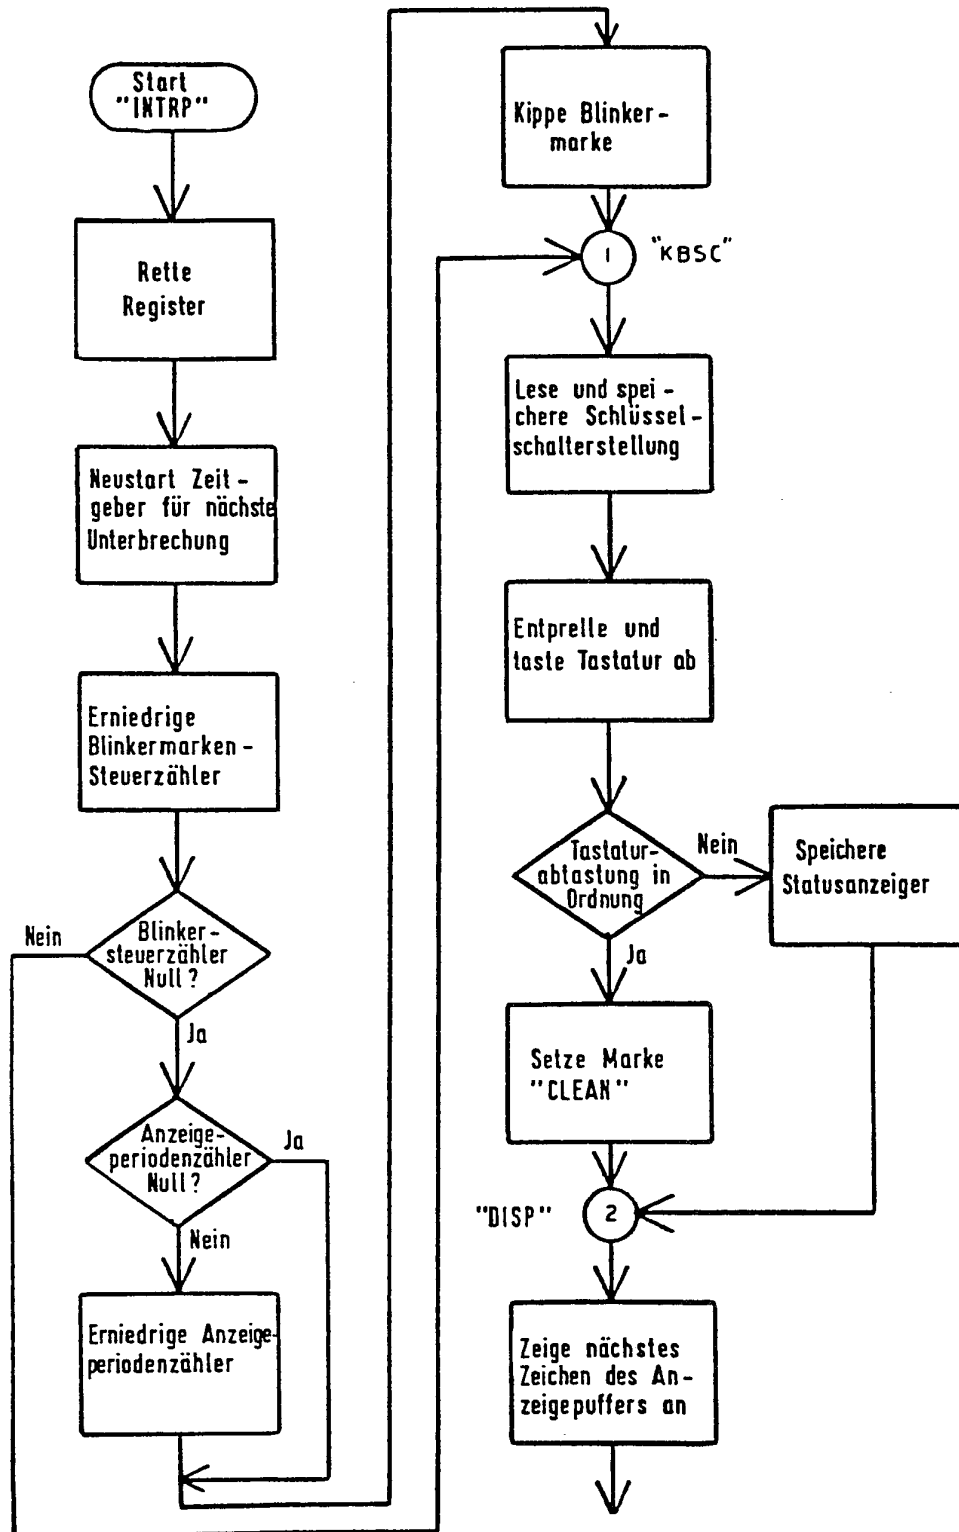 Start
"INTRP"
Rette
Register
Neustart Zeit-
geber für nächste
Unterbrechung
Erniedrige
Blinkermarken-
Steuerzähler
Blinker-
steuerzähler
Null?
Nein
Ja
Anzeige-
periodenzähler
Null?
Ja
Nein
Erniedrige Anzeige-
periodenzähler
Kippe Blinker-
marke
1
"KBSC"
Lese und spei-
chere Schlüssel-
schalterstellung
Entprelle und
taste Tastatur ab
Tastatur-
abtastung in
Ordnung
Nein
Speichere
Statusanzeiger
Ja
Setze Marke
"CLEAN"
"DISP"
2
Zeige nächstes
Zeichen des An-
zeigepuffers an